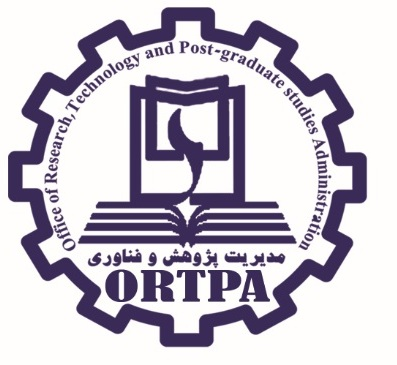 Office of Research,Technology and Post-graduate studies Administration
مدیریت پژوهش و فناوری
ORTPA